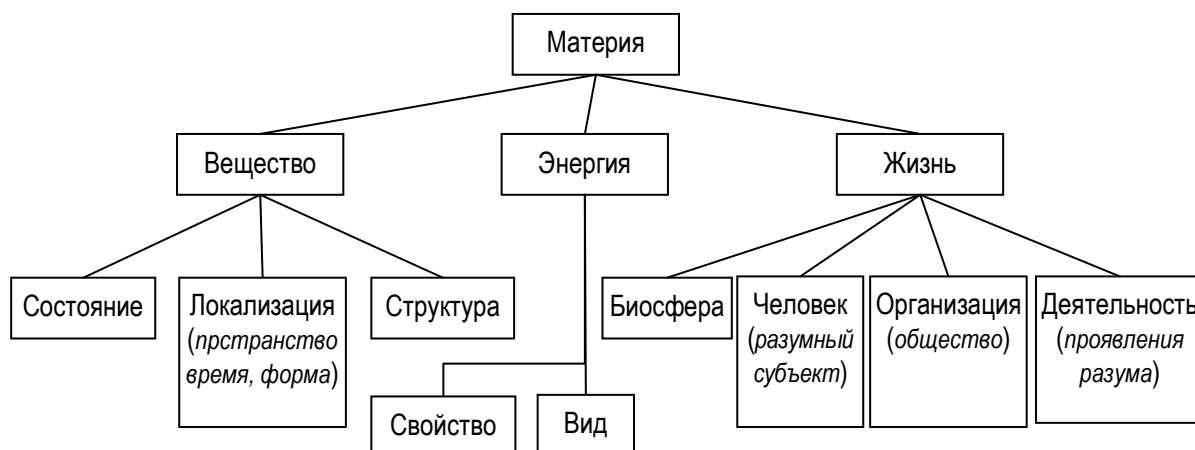 Материя
Вещество
Энергия
Жизнь
Состояние
Локализация
(прстранство
время, форма)
Структура
Биосфера
Человек
(разумный
субъект)
Организация
(общество)
Деятельность
(проявления
разума)
Свойство
Вид